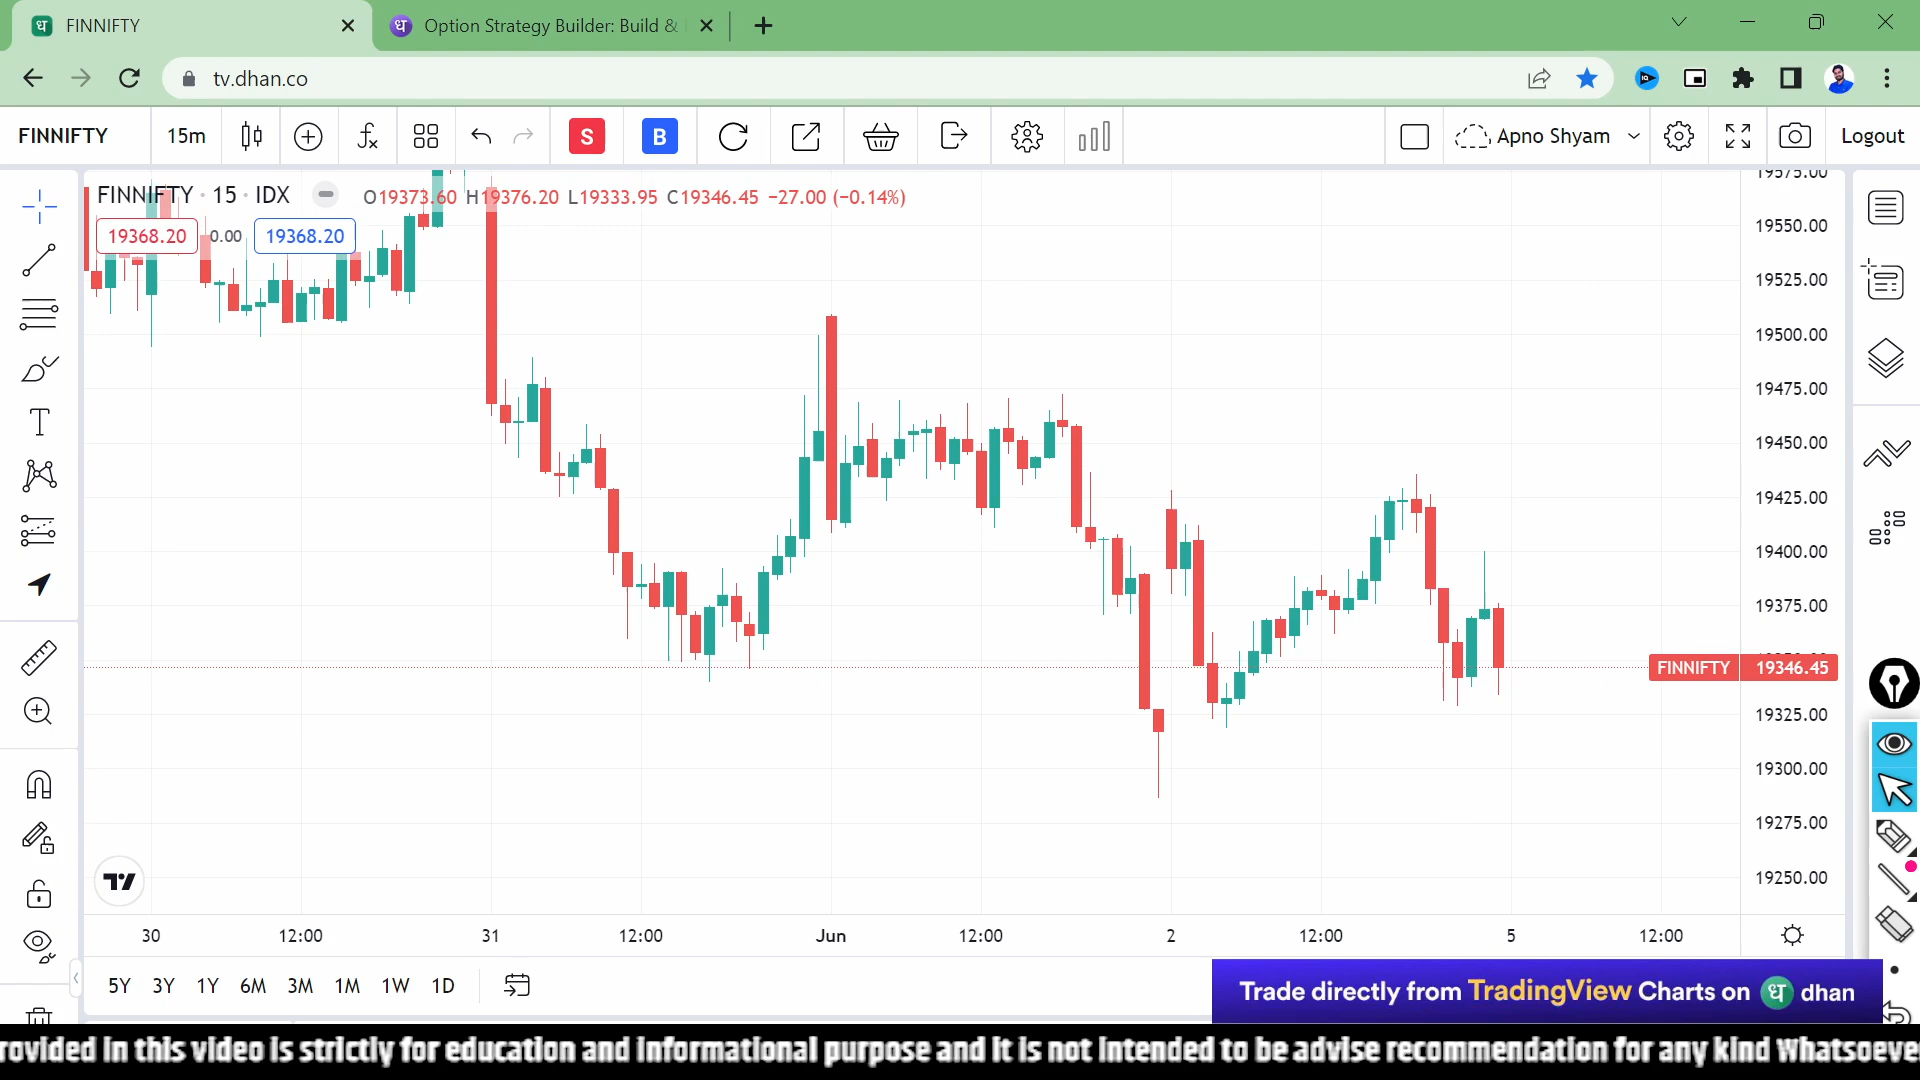 धा FINNIFTY
Option Strategy Builder: Build &
tv.dhan.co
FINNIFTY 15m S B Apno Shyam Logout
FINNIFTY · 15 · IDX O19373.60 H19376.20 L19333.95 C19346.45 −27.00 (−0.14%)
19368.20 0.00 19368.20
19575.00
19550.00
19525.00
19500.00
19475.00
19450.00
19425.00
19400.00
19375.00
FINNIFTY 19346.45
19325.00
19300.00
19275.00
19250.00
30 12:00 31 12:00 Jun 12:00 2 12:00 5 12:00
5Y 3Y 1Y 6M 3M 1M 1W 1D
Trade directly from TradingView Charts on dhan
rovided in this video is strictly for education and informational purpose and it is not intended to be advise recommendation for any kind Whatsoeve